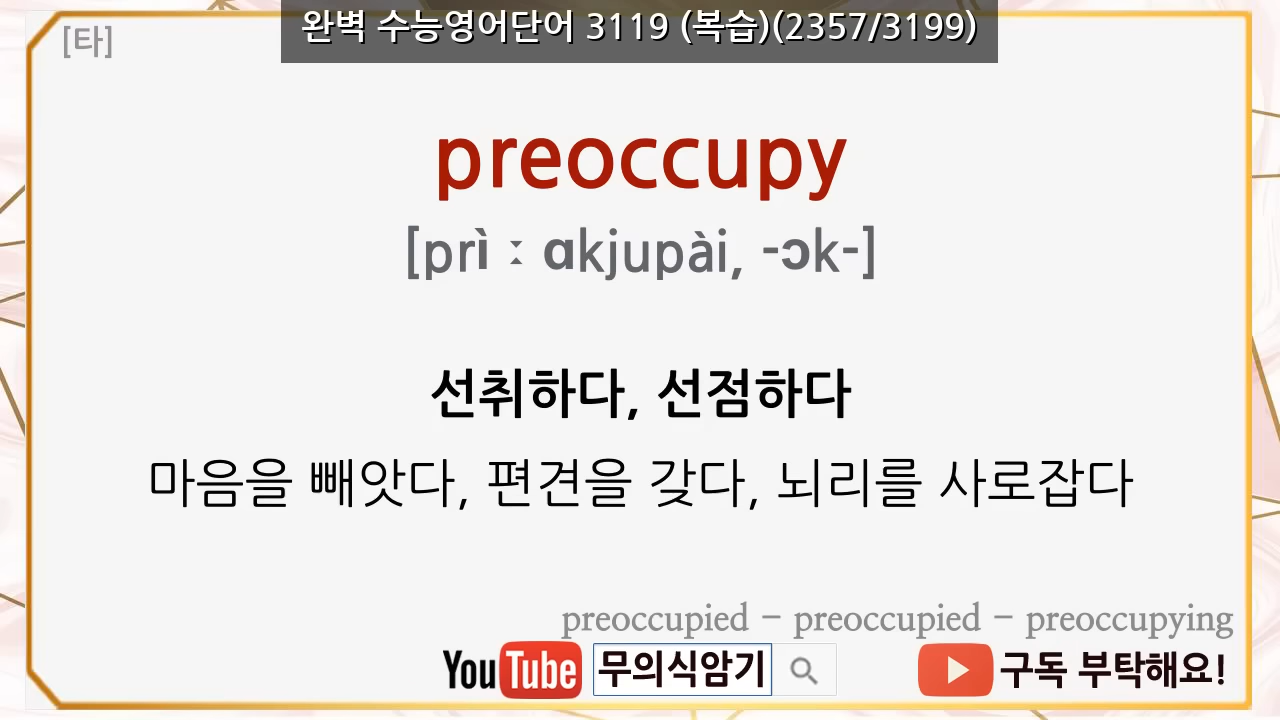 완벽 수능영어단어 3119 (복습)(2357/3199)
[타]
preoccupy
[prìːɑkjupài, -ɔk-]
선취하다, 선점하다
마음을 빼앗다, 편견을 갖다, 뇌리를 사로잡다
preoccupied - preoccupied - preoccupying
YouTube 무의식암기 구독 부탁해요!